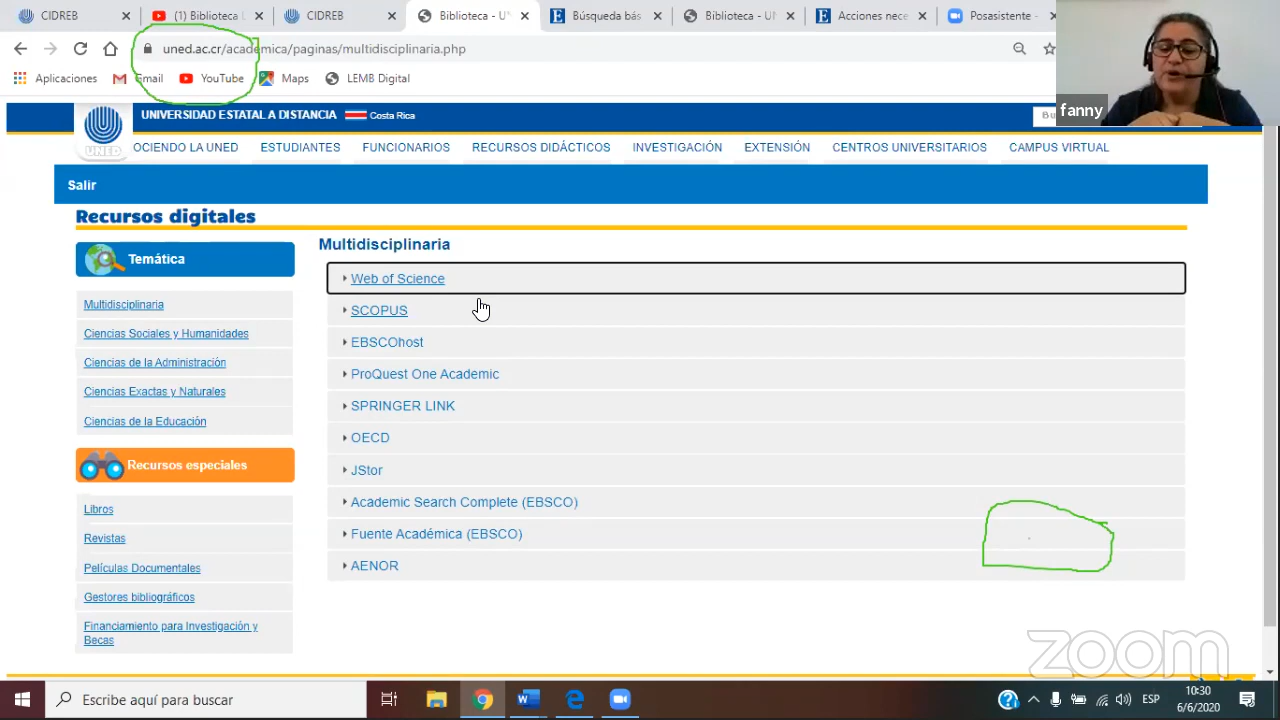 CIDREB
(1) Biblioteca L
CIDREB
Biblioteca - UN
Búsqueda bás
Biblioteca - UN
Acciones nece
Posasistente
uned.ac.cr/academica/paginas/multidisciplinaria.php
Aplicaciones
Gmail
YouTube
Maps
LEMB Digital
fanny
UNIVERSIDAD ESTATAL A DISTANCIA
Costa Rica
Bu
UNED
OCIENDO LA UNED
ESTUDIANTES
FUNCIONARIOS
RECURSOS DIDÁCTICOS
INVESTIGACIÓN
EXTENSIÓN
CENTROS UNIVERSITARIOS
CAMPUS VIRTUAL
Salir
Recursos digitales
Temática
Multidisciplinaria
Ciencias Sociales y Humanidades
Ciencias de la Administración
Ciencias Exactas y Naturales
Ciencias de la Educación
Recursos especiales
Libros
Revistas
Películas Documentales
Gestores bibliográficos
Financiamiento para Investigación y
Becas
Multidisciplinaria
Web of Science
SCOPUS
EBSCOhost
ProQuest One Academic
SPRINGER LINK
OECD
JStor
Academic Search Complete (EBSCO)
Fuente Académica (EBSCO)
AENOR
zoom
Escribe aquí para buscar
ESP
10:30
6/6/2020